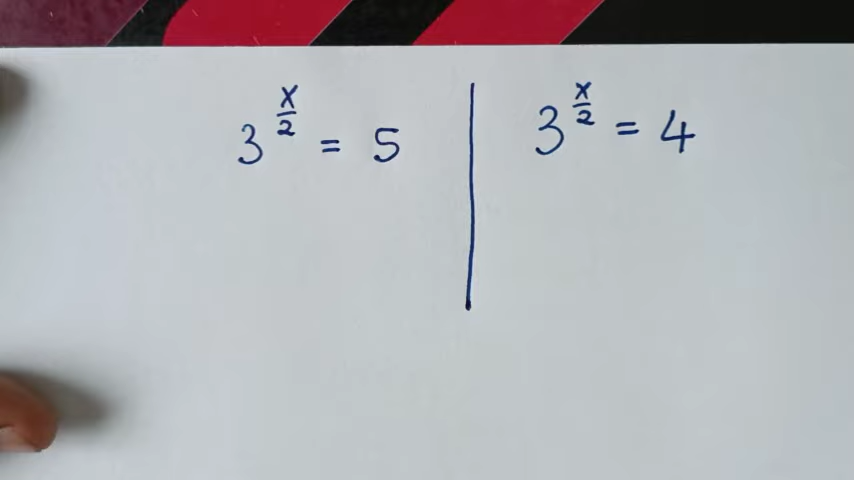 3^{x/2} = 5
3^{x/2} = 4